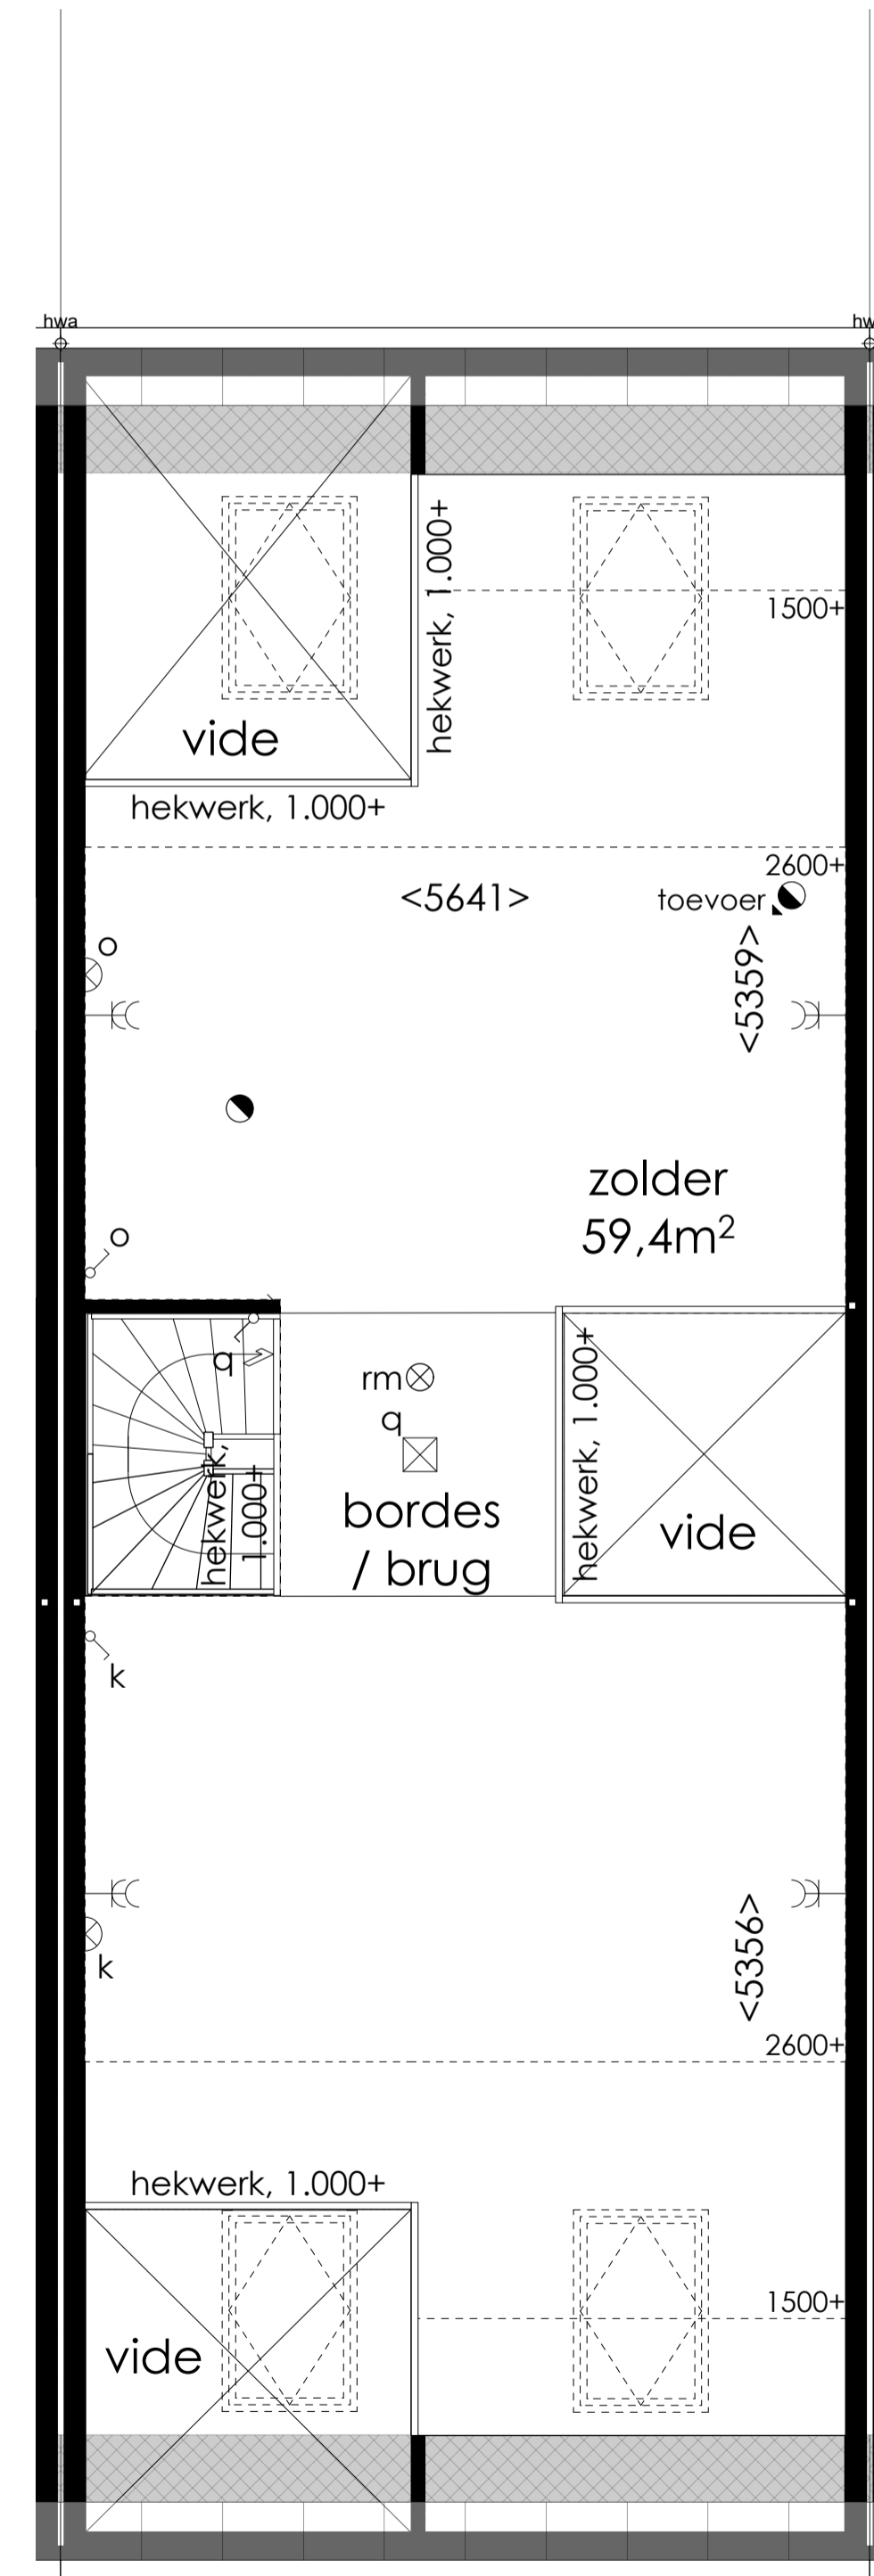 hwa
hw
hekwerk, 1.000+
1500+
vide
hekwerk, 1.000+
2600+
<5641>
toevoer
<5359>
o
o
zolder
59,4m²
q
rm
q
hekwerk,
1.000+
hekwerk, 1.000+
bordes
/ brug
vide
k
k
<5356>
2600+
hekwerk, 1.000+
1500+
vide